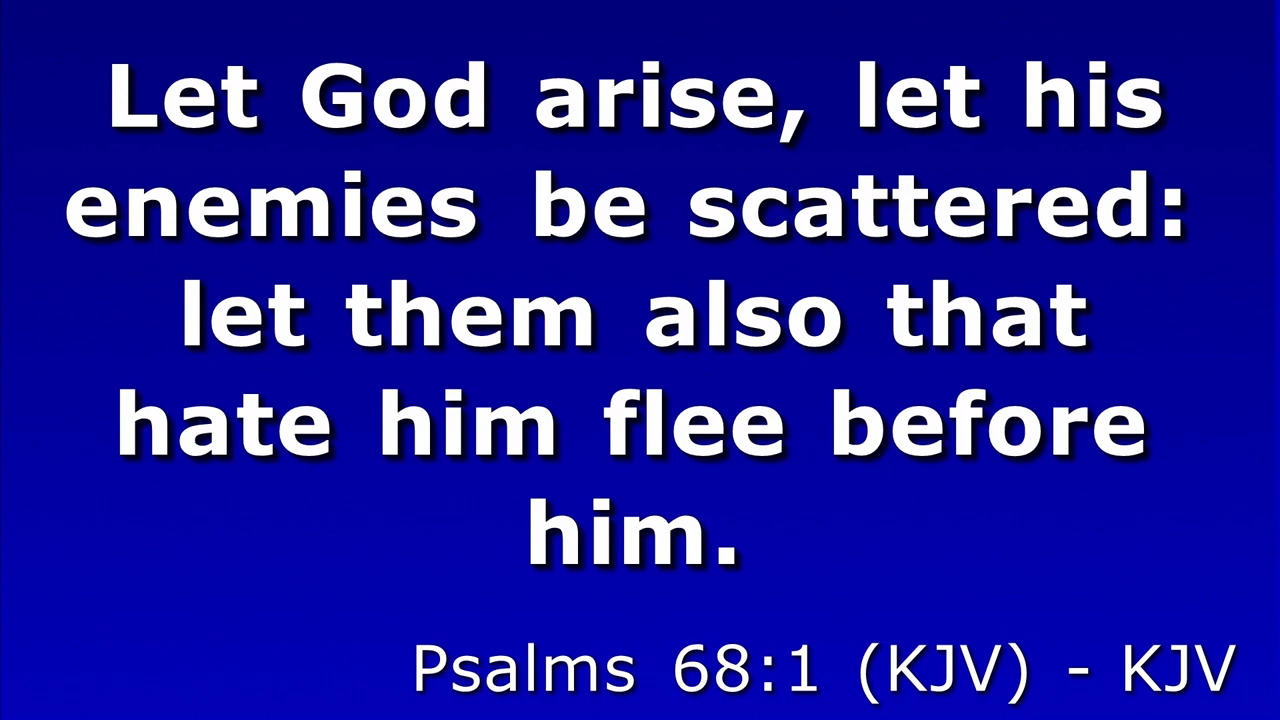 Let God arise, let his
enemies be scattered:
let them also that
hate him flee before
him.
Psalms 68:1 (KJV) - KJV